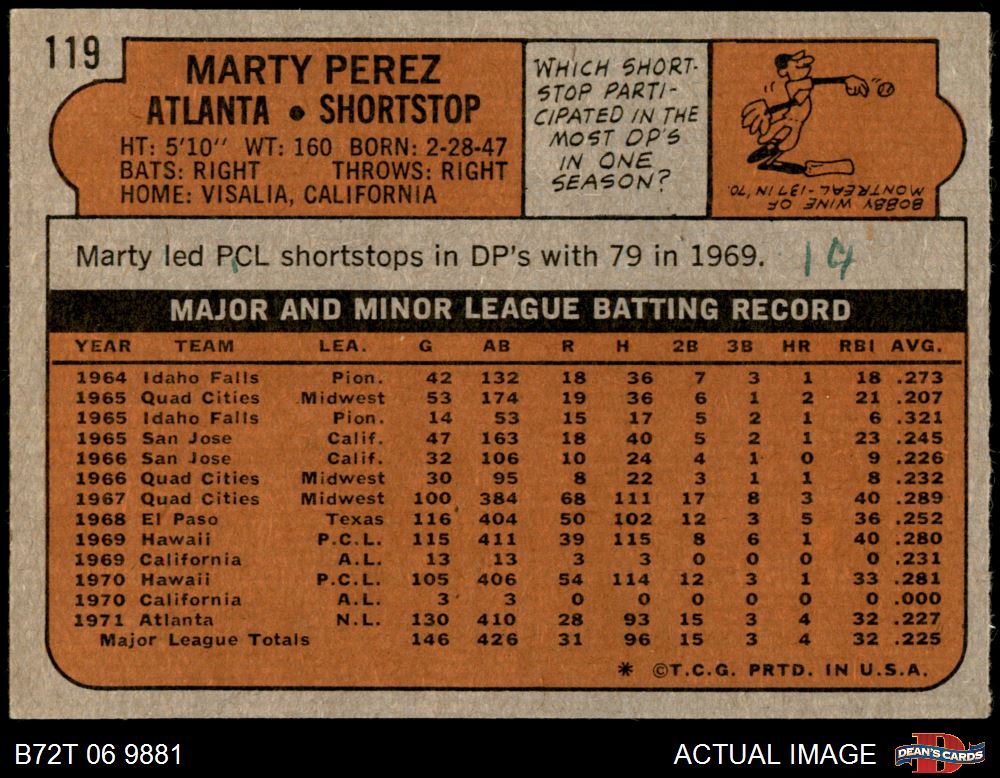 119
MARTY PEREZ
ATLANTA • SHORTSTOP
HT: 5'10" WT: 160 BORN: 2-28-47
BATS: RIGHT THROWS: RIGHT
HOME: VISALIA, CALIFORNIA
WHICH SHORT-
STOP PARTI-
CIPATED IN THE
MOST DP'S
IN ONE
SEASON?
BOBBY WINE OF
MONTREAL-137 IN '70.
Marty led PCL shortstops in DP's with 79 in 1969. 14
MAJOR AND MINOR LEAGUE BATTING RECORD
YEAR TEAM LEA. G AB R H 2B 3B HR RBI AVG.
1964 Idaho Falls Pion. 42 132 18 36 7 3 1 18 .273
1965 Quad Cities Midwest 53 174 19 36 6 1 2 21 .207
1965 Idaho Falls Pion. 14 53 15 17 5 2 1 6 .321
1965 San Jose Calif. 47 163 18 40 5 2 1 23 .245
1966 San Jose Calif. 32 106 10 24 4 1 0 9 .226
1966 Quad Cities Midwest 30 95 8 22 3 1 1 8 .232
1967 Quad Cities Midwest 100 384 68 111 17 8 3 40 .289
1968 El Paso Texas 116 404 50 102 12 3 5 36 .252
1969 Hawaii P.C.L. 115 411 39 115 8 6 1 40 .280
1969 California A.L. 13 13 3 3 0 0 0 0 .231
1970 Hawaii P.C.L. 105 406 54 114 12 3 1 33 .281
1970 California A.L. 3 3 0 0 0 0 0 0 .000
1971 Atlanta N.L. 130 410 28 93 15 3 4 32 .227
Major League Totals 146 426 31 96 15 3 4 32 .225
* ©T.C.G. PRTD. IN U.S.A.
B72T 06 9881
ACTUAL IMAGE
DEAN'S CARDS